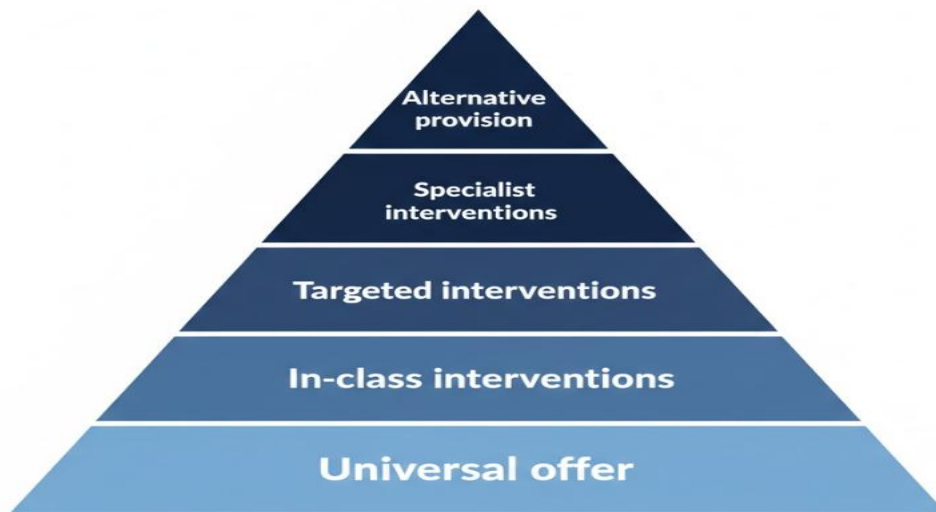 Alternative
provision
Specialist
interventions
Targeted interventions
In-class interventions
Universal offer